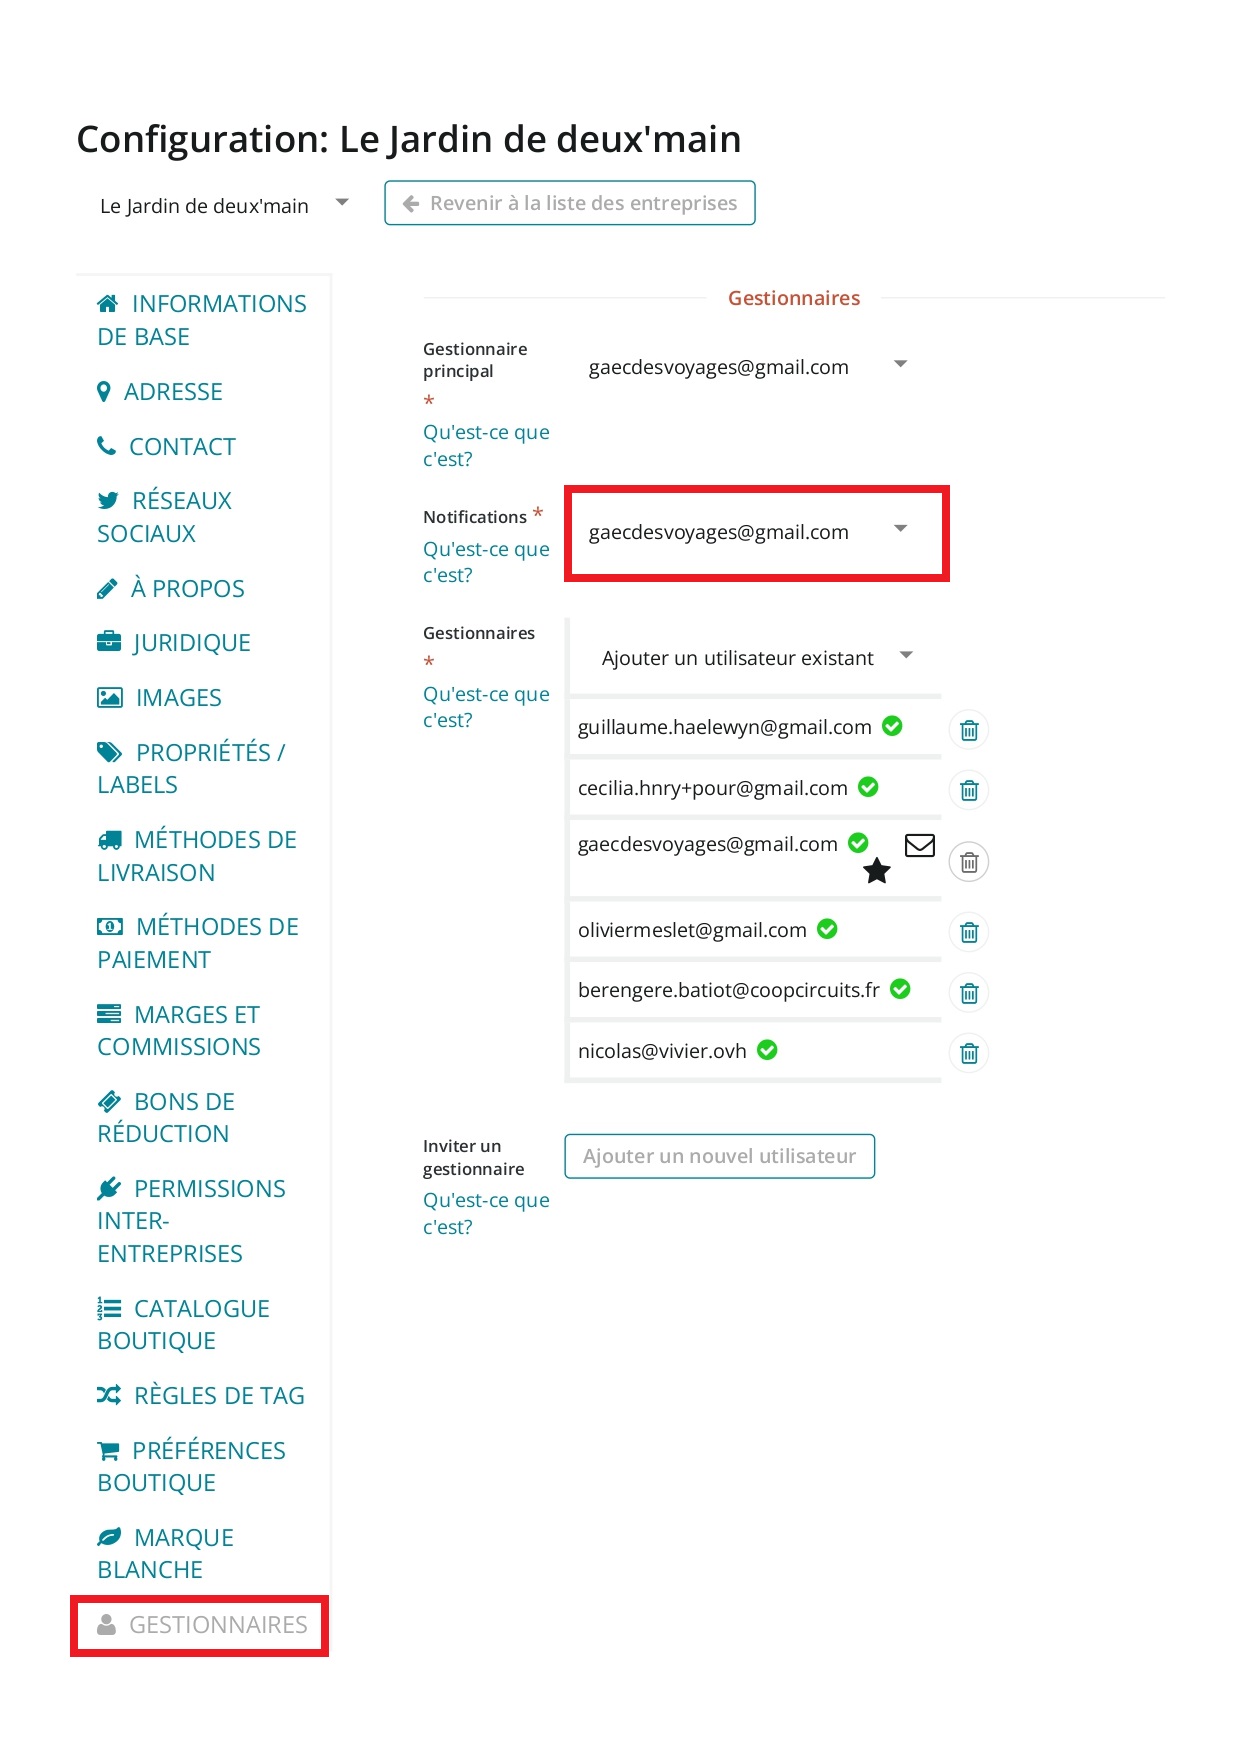 Configuration: Le Jardin de deux'main
Le Jardin de deux'main
Revenir à la liste des entreprises
INFORMATIONS
DE BASE
ADRESSE
CONTACT
RÉSEAUX
SOCIAUX
À PROPOS
JURIDIQUE
IMAGES
PROPRIÉTÉS /
LABELS
MÉTHODES DE
LIVRAISON
MÉTHODES DE
PAIEMENT
MARGES ET
COMMISSIONS
BONS DE
RÉDUCTION
PERMISSIONS
INTER-
ENTREPRISES
CATALOGUE
BOUTIQUE
RÈGLES DE TAG
PRÉFÉRENCES
BOUTIQUE
MARQUE
BLANCHE
GESTIONNAIRES
Gestionnaires
Gestionnaire
principal
*
Qu'est-ce que
c'est?
gaecdesvoyages@gmail.com
Notifications *
Qu'est-ce que
c'est?
gaecdesvoyages@gmail.com
Gestionnaires
*
Qu'est-ce que
c'est?
Ajouter un utilisateur existant
guillaume.haelewyn@gmail.com
cecilia.hnry+pour@gmail.com
gaecdesvoyages@gmail.com
oliviermeslet@gmail.com
berengere.batiot@coopcircuits.fr
nicolas@vivier.ovh
Inviter un
gestionnaire
Qu'est-ce que
c'est?
Ajouter un nouvel utilisateur